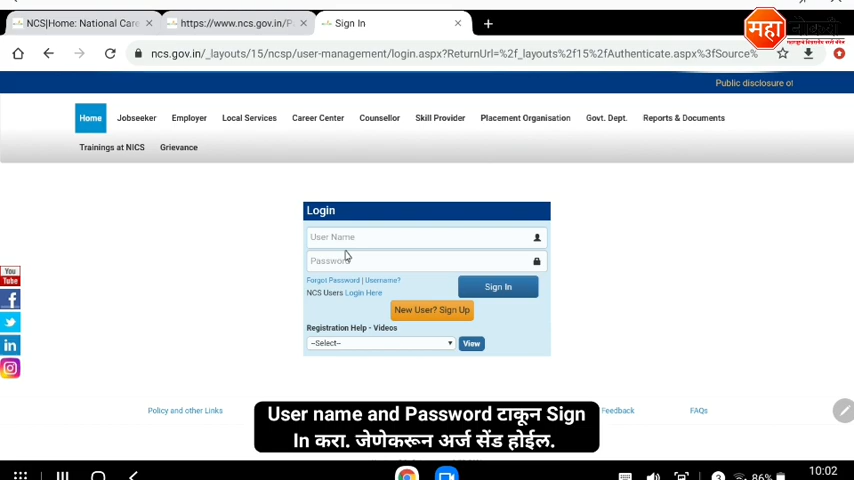 NCS|Home: National Care
https://www.ncs.gov.in/P
Sign In
महा
ncs.gov.in/_layouts/15/ncsp/user-management/login.aspx?ReturnUrl=%2f_layouts%2f15%2fAuthenticate.aspx%3fSource%
Public disclosure of
Home Jobseeker Employer Local Services Career Center Counsellor Skill Provider Placement Organisation Govt. Dept. Reports & Documents
Trainings at NICS Grievance
Login
User Name
Password
Forgot Password | Username?
Sign In
NCS Users Login Here
New User? Sign Up
Registration Help - Videos
--Select-- View
You
Tube
Policy and other Links
Feedback
FAQs
User name and Password टाकून Sign
In करा. जेणेकरून अर्ज सेंड होईल.
3 86% 10:02